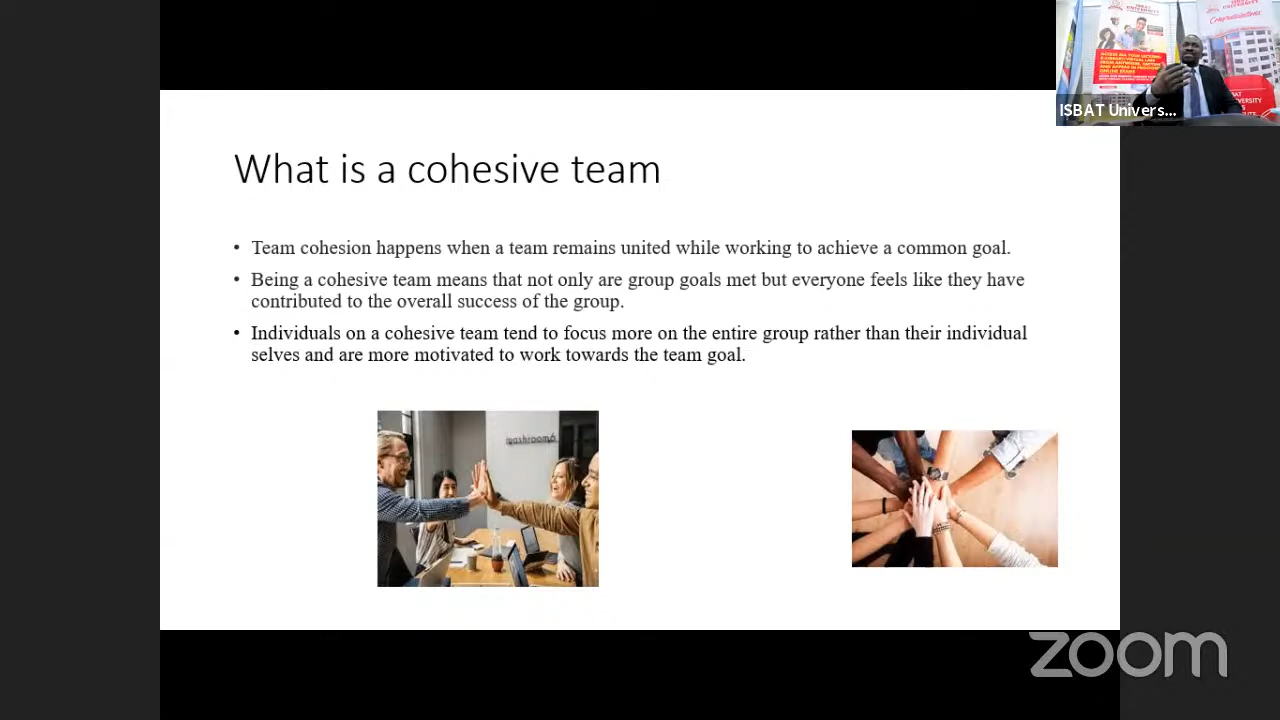 ISBAT Univers...
What is a cohesive team
• Team cohesion happens when a team remains united while working to achieve a common goal.
• Being a cohesive team means that not only are group goals met but everyone feels like they have
contributed to the overall success of the group.
• Individuals on a cohesive team tend to focus more on the entire group rather than their individual
selves and are more motivated to work towards the team goal.
zoom